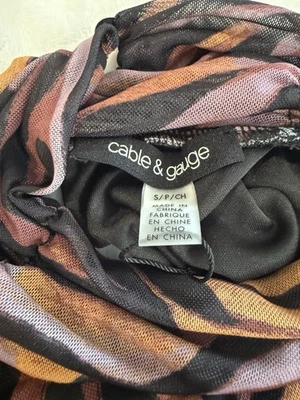 cable & gauge
S/P/CH
MADE IN
CHINA
FABRIQUE
EN CHINE
HECHO
EN CHINA